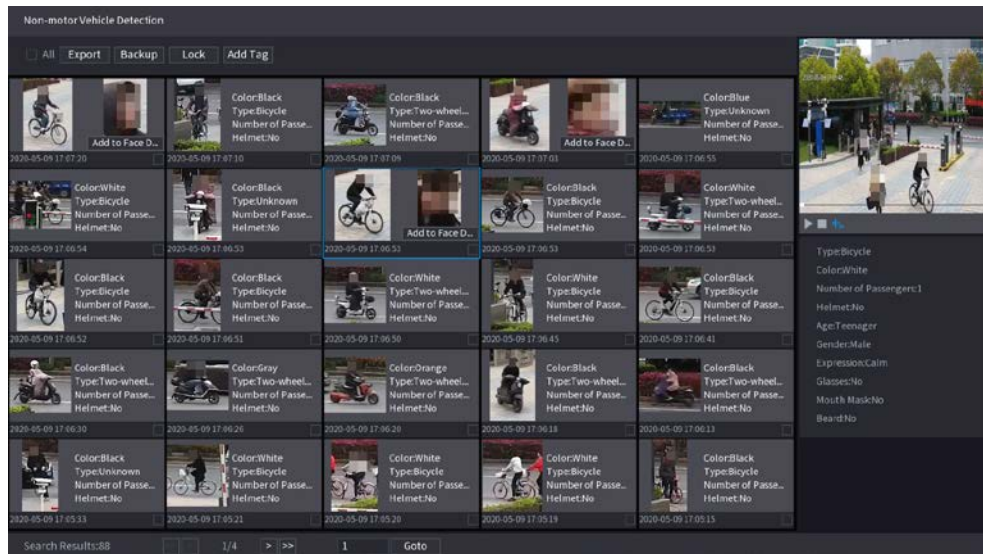 Non-motor Vehicle Detection
All Export Backup Lock Add Tag
Add to Face D...
2020-05-09 17:07:20
Color:Black
Type:Bicycle
Number of Passe...
Helmet:No
2020-05-09 17:07:10
Color:Black
Type:Two-wheel...
Number of Passe...
Helmet:No
2020-05-09 17:07:09
Add to Face D...
2020-05-09 17:07:03
Color:Blue
Type:Unknown
Number of Passe...
Helmet:No
2020-05-09 17:06:55
Color:White
Type:Bicycle
Number of Passe...
Helmet:No
2020-05-09 17:06:54
Color:Black
Type:Unknown
Number of Passe...
Helmet:No
2020-05-09 17:06:53
Add to Face D...
2020-05-09 17:06:53
Color:Black
Type:Bicycle
Number of Passe...
Helmet:No
2020-05-09 17:06:53
Color:White
Type:Two-wheel...
Number of Passe...
Helmet:No
2020-05-09 17:06:53
Color:Black
Type:Bicycle
Number of Passe...
Helmet:No
2020-05-09 17:06:52
Color:Black
Type:Bicycle
Number of Passe...
Helmet:No
2020-05-09 17:06:51
Color:White
Type:Two-wheel...
Number of Passe...
Helmet:No
2020-05-09 17:06:50
Color:White
Type:Bicycle
Number of Passe...
Helmet:No
2020-05-09 17:06:45
Color:Black
Type:Bicycle
Number of Passe...
Helmet:No
2020-05-09 17:06:41
Color:Black
Type:Two-wheel...
Number of Passe...
Helmet:No
2020-05-09 17:06:30
Color:Gray
Type:Two-wheel...
Number of Passe...
Helmet:No
2020-05-09 17:06:26
Color:Orange
Type:Two-wheel...
Number of Passe...
Helmet:No
2020-05-09 17:06:20
Color:Black
Type:Two-wheel...
Number of Passe...
Helmet:No
2020-05-09 17:06:18
Color:Black
Type:Two-wheel...
Number of Passe...
Helmet:No
2020-05-09 17:06:13
Color:Black
Type:Unknown
Number of Passe...
Helmet:No
2020-05-09 17:05:33
Color:White
Type:Bicycle
Number of Passe...
Helmet:No
2020-05-09 17:05:21
Color:White
Type:Bicycle
Number of Passe...
Helmet:No
2020-05-09 17:05:20
Color:White
Type:Bicycle
Number of Passe...
Helmet:No
2020-05-09 17:05:19
Color:Black
Type:Bicycle
Number of Passe...
Helmet:No
2020-05-09 17:05:15
Type:Bicycle
Color:White
Number of Passengers:1
Helmet:No
Age:Teenager
Gender:Male
Expression:Calm
Glasses:No
Mouth Mask:No
Beard:No
Search Results:88 1/4 > >> 1 Goto